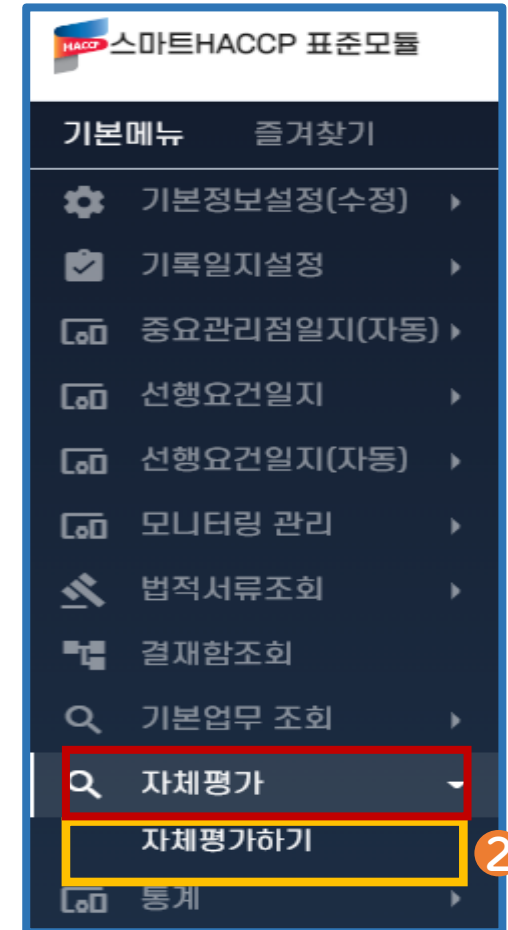 HACCP 스마트HACCP 표준모듈
기본메뉴 즐겨찾기
기본정보설정(수정)
기록일지설정
중요관리점일지(자동)
선행요건일지
선행요건일지(자동)
모니터링 관리
법적서류조회
결재함조회
기본업무 조회
자체평가
자체평가하기
2
통계